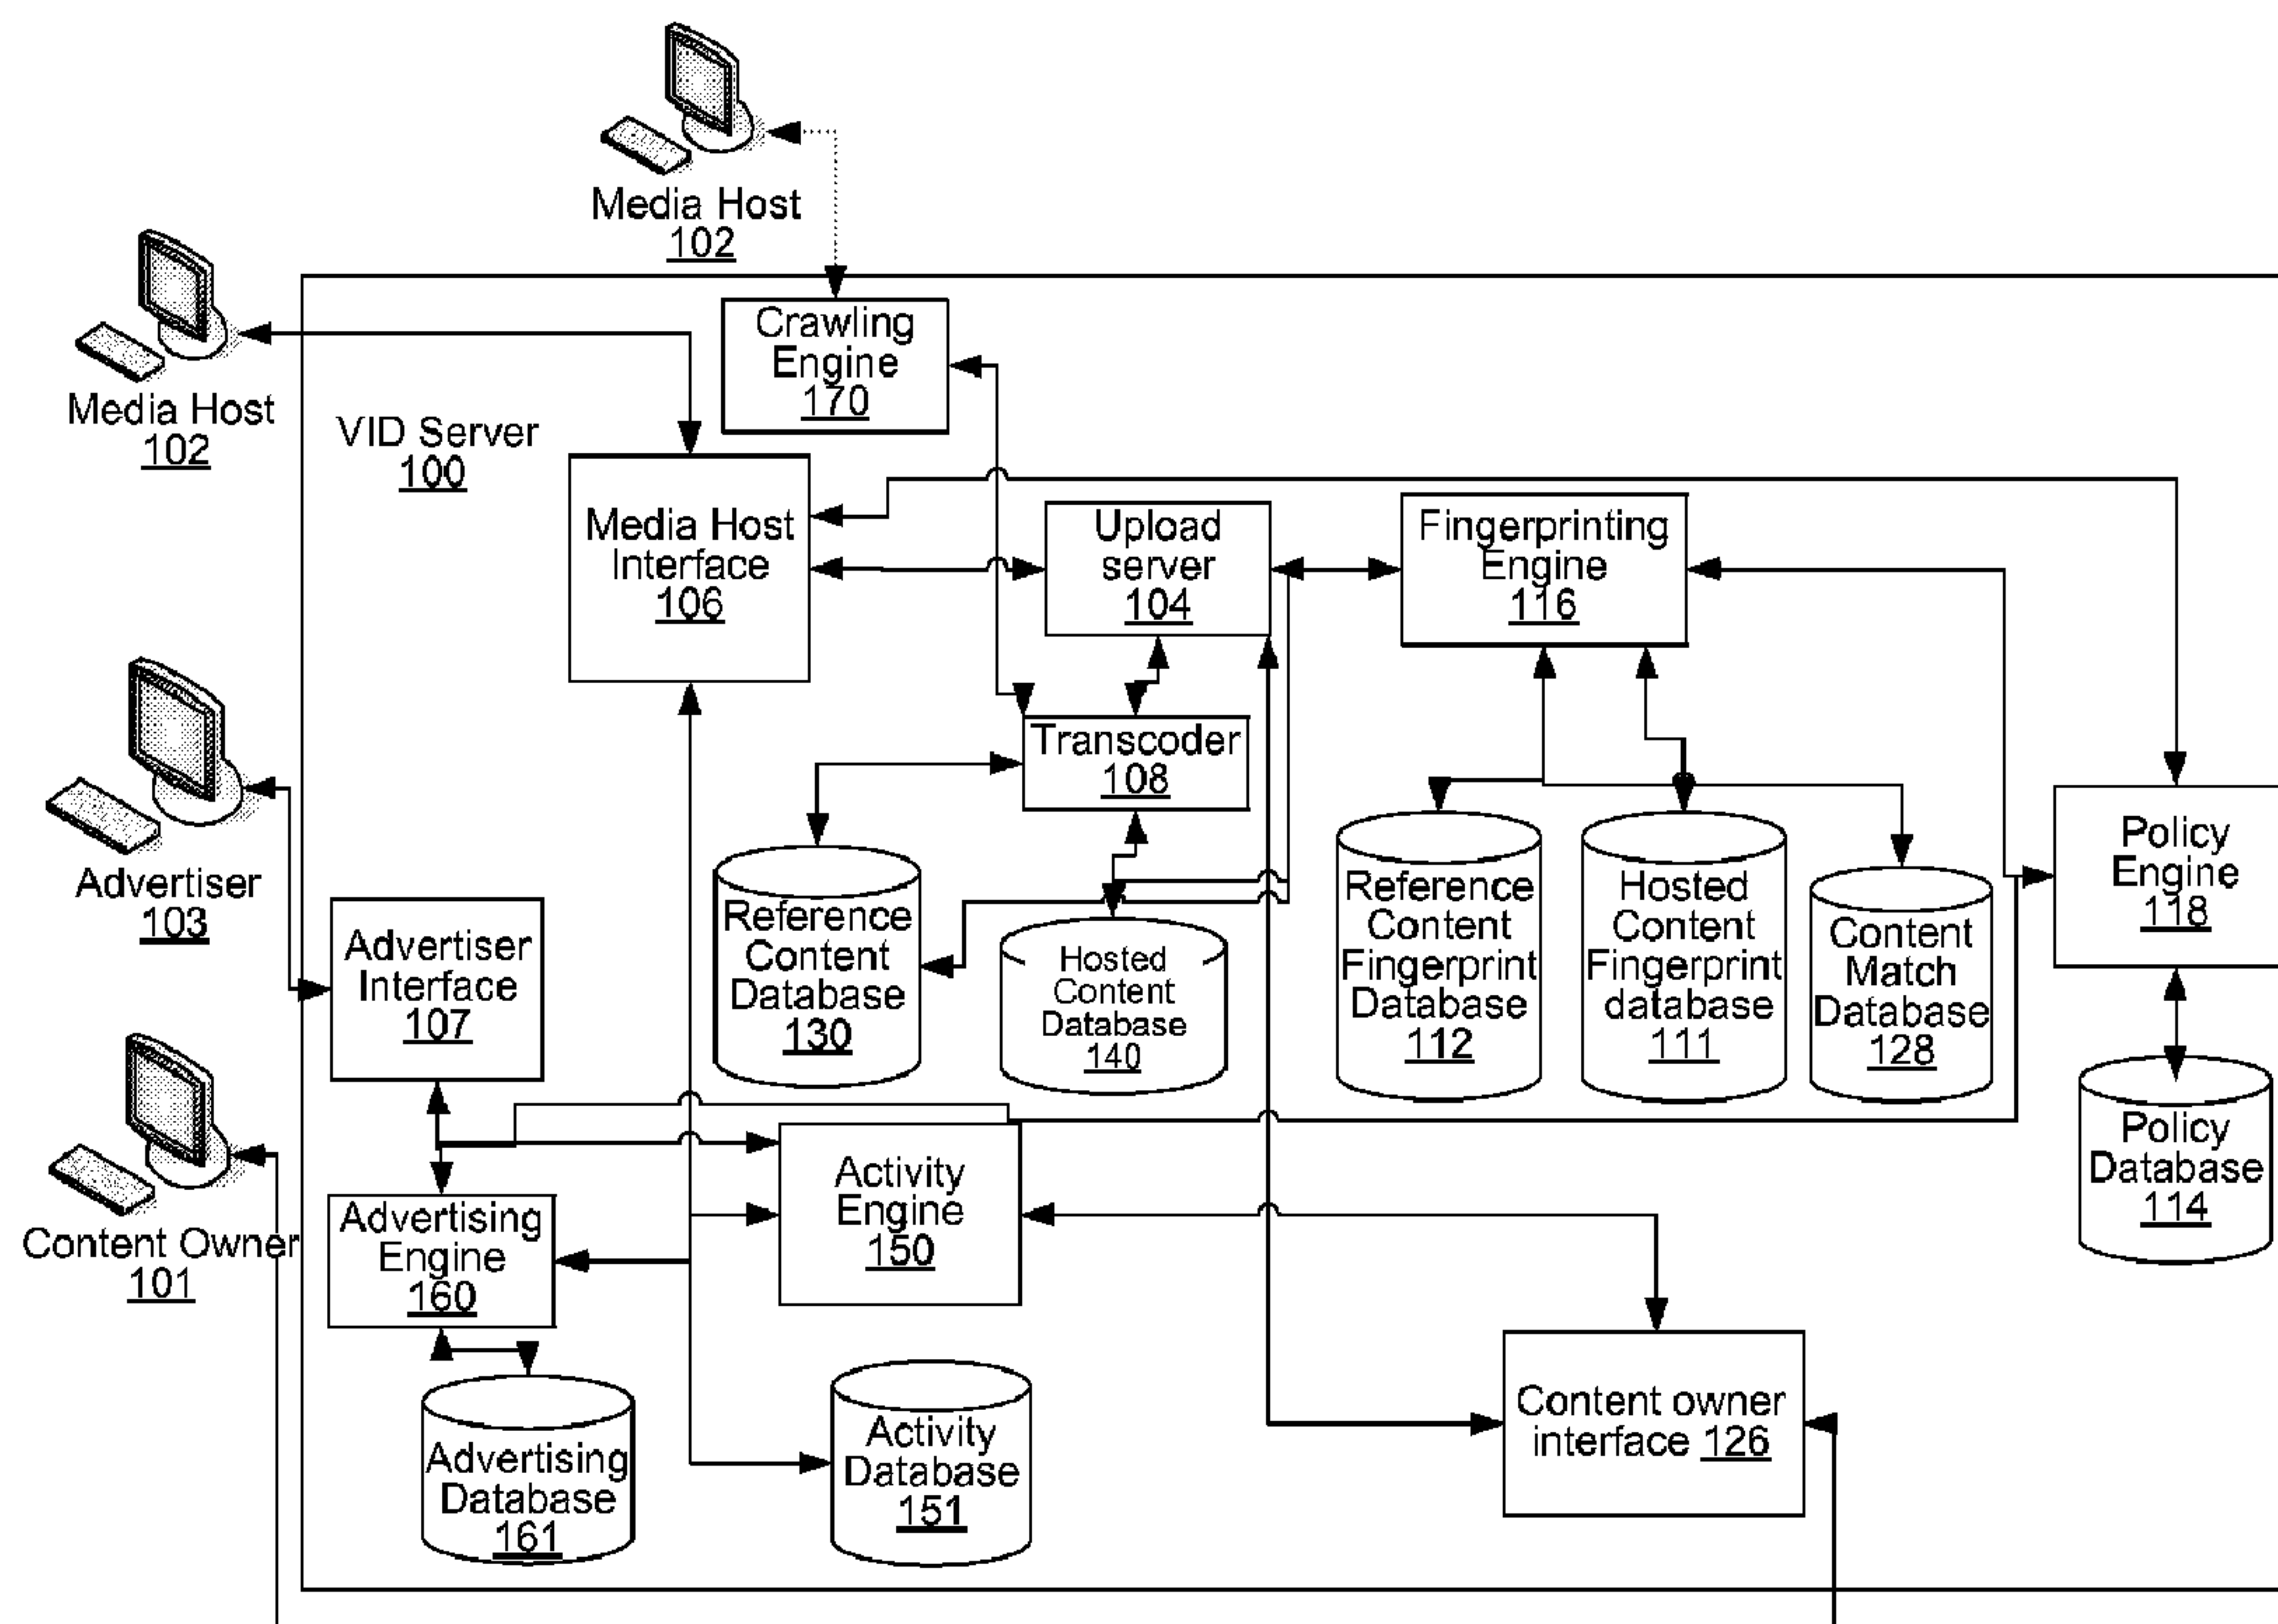 Media Host
102
Media Host
102
VID Server
100
Crawling
Engine
170
Media Host
Interface
106
Upload
server
104
Fingerprinting
Engine
116
Transcoder
108
Advertiser
103
Policy
Engine
118
Advertiser
Interface
107
Reference
Content
Database
130
Hosted
Content
Database
140
Reference
Content
Fingerprint
Database
112
Hosted
Content
Fingerprint
database
111
Content
Match
Database
128
Policy
Database
114
Content Owner
101
Advertising
Engine
160
Activity
Engine
150
Advertising
Database
161
Activity
Database
151
Content owner
interface 126